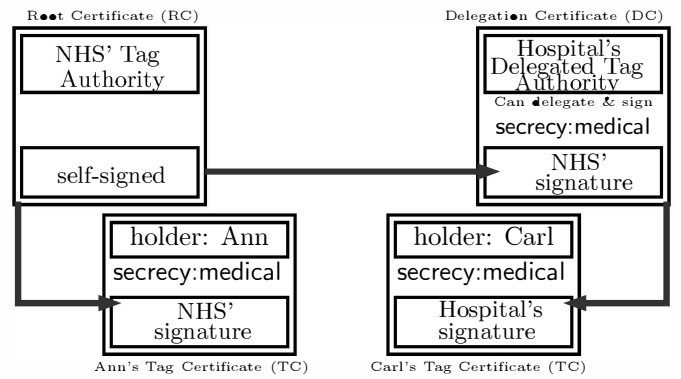 Root Certificate (RC)
NHS' Tag
Authority
self-signed
Delegation Certificate (DC)
Hospital's
Delegated Tag
Authority
Can delegate & sign
secrecy:medical
NHS'
signature
holder: Ann
secrecy:medical
NHS'
signature
Ann's Tag Certificate (TC)
holder: Carl
secrecy:medical
Hospital's
signature
Carl's Tag Certificate (TC)